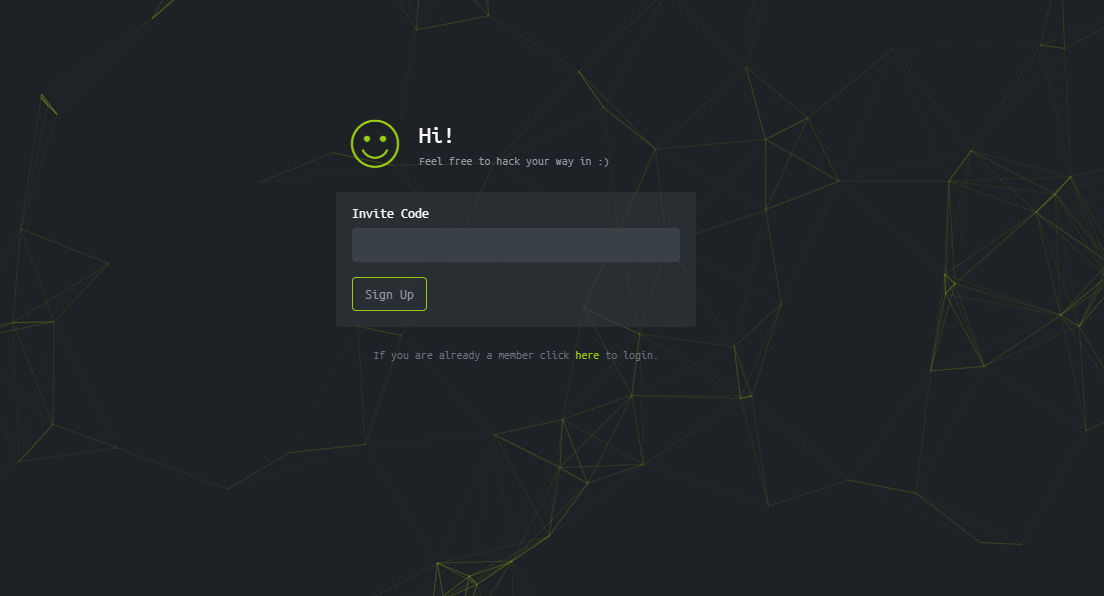 Hi!
Feel free to hack your way in :)
Invite Code
Sign Up
If you are already a member click here to login.